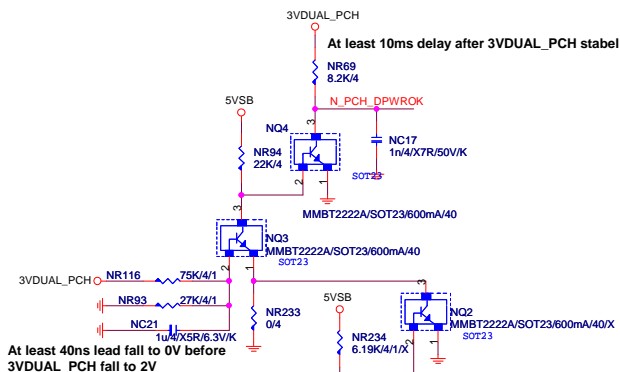 3VDUAL_PCH
At least 10ms delay after 3VDUAL_PCH stabel
NR69
8.2K/4
N_PCH_DPWROK
5VSB
3
NQ4
NC17
1n/4/X7R/50V/K
NR94
22K/4
2
1
SOT23
MMBT2222A/SOT23/600mA/40
3
NQ3
MMBT2222A/SOT23/600mA/40
SOT23
2
1
3VDUAL_PCH
NR116
75K/4/1
NR93
27K/4/1
NC21
1u/4/X5R/6.3V/K
NR233
0/4
5VSB
3
NQ2
MMBT2222A/SOT23/600mA/40/X
SOT23
NR234
6.19K/4/1/X
2
1
At least 40ns lead fall to 0V before
3VDUAL_PCH fall to 2V